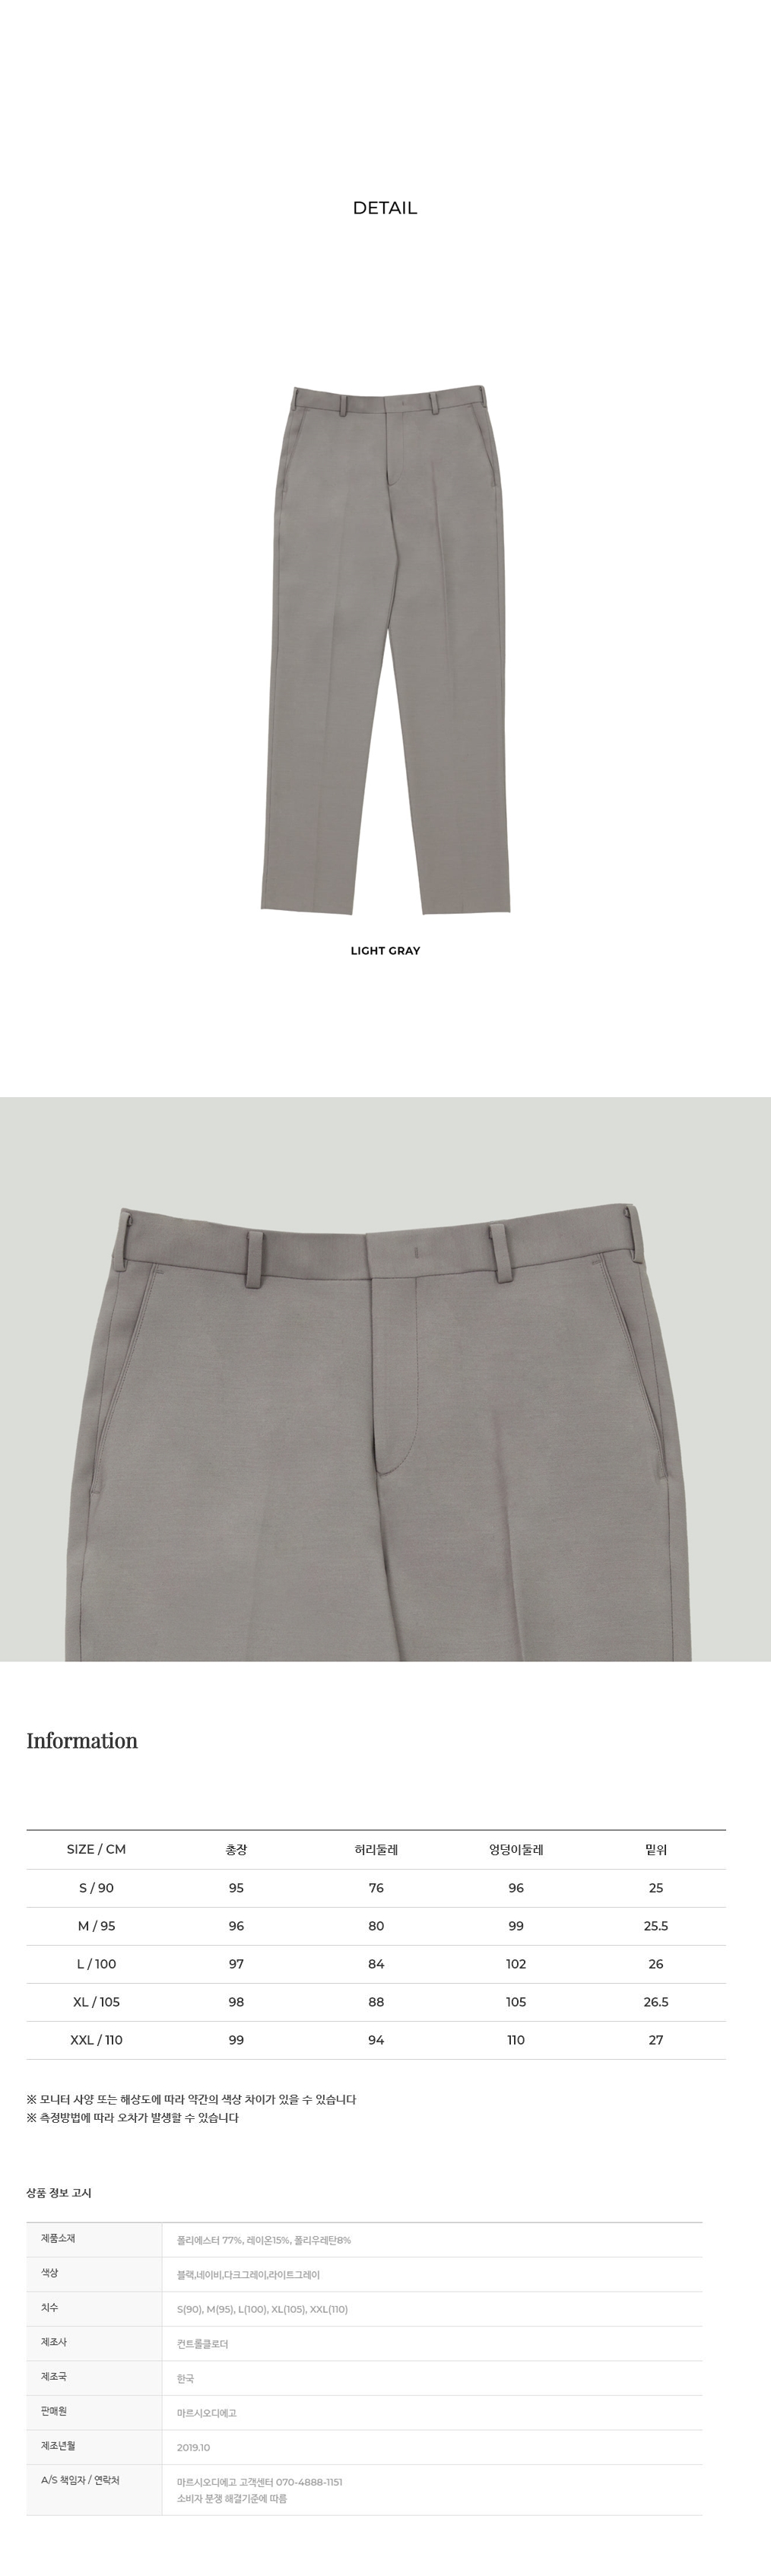 DETAIL
LIGHT GRAY
Information
SIZE / CM 총장 허리둘레 엉덩이둘레 밑위
S / 90 95 76 96 25
M / 95 96 80 99 25.5
L / 100 97 84 102 26
XL / 105 98 88 105 26.5
XXL / 110 99 94 110 27
※ 모니터 사양 또는 해상도에 따라 약간의 색상 차이가 있을 수 있습니다
※ 측정방법에 따라 오차가 발생할 수 있습니다
상품 정보 고시
제품소재 폴리에스터 77%, 레이온15%, 폴리우레탄8%
색상 블랙,네이비,다크그레이,라이트그레이
치수 S(90), M(95), L(100), XL(105), XXL(110)
제조사 컨트롤클로더
제조국 한국
판매원 마르시오디에고
제조년월 2019.10
A/S 책임자 / 연락처 마르시오디에고 고객센터 070-4888-1151
소비자 분쟁 해결기준에 따름